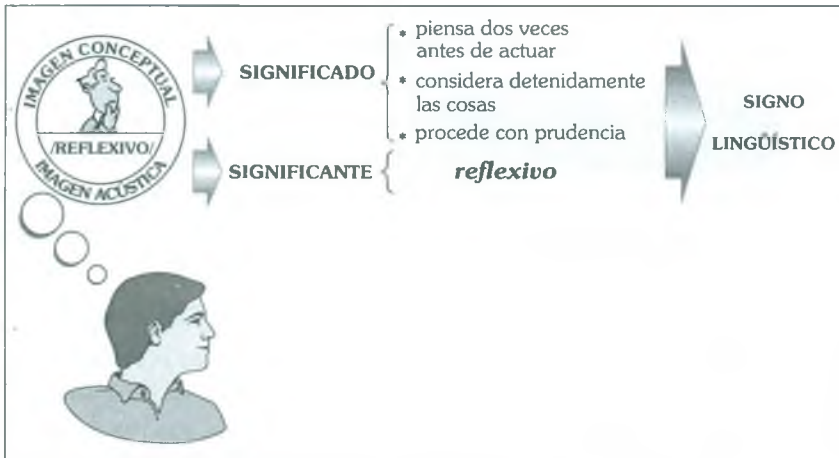 IMAGEN CONCEPTUAL
/REFLEXIVO/
IMAGEN ACÚSTICA
SIGNIFICADO
* piensa dos veces
antes de actuar
* considera detenidamente
las cosas
* procede con prudencia
SIGNIFICANTE
reflexivo
SIGNO
LINGÜÍSTICO